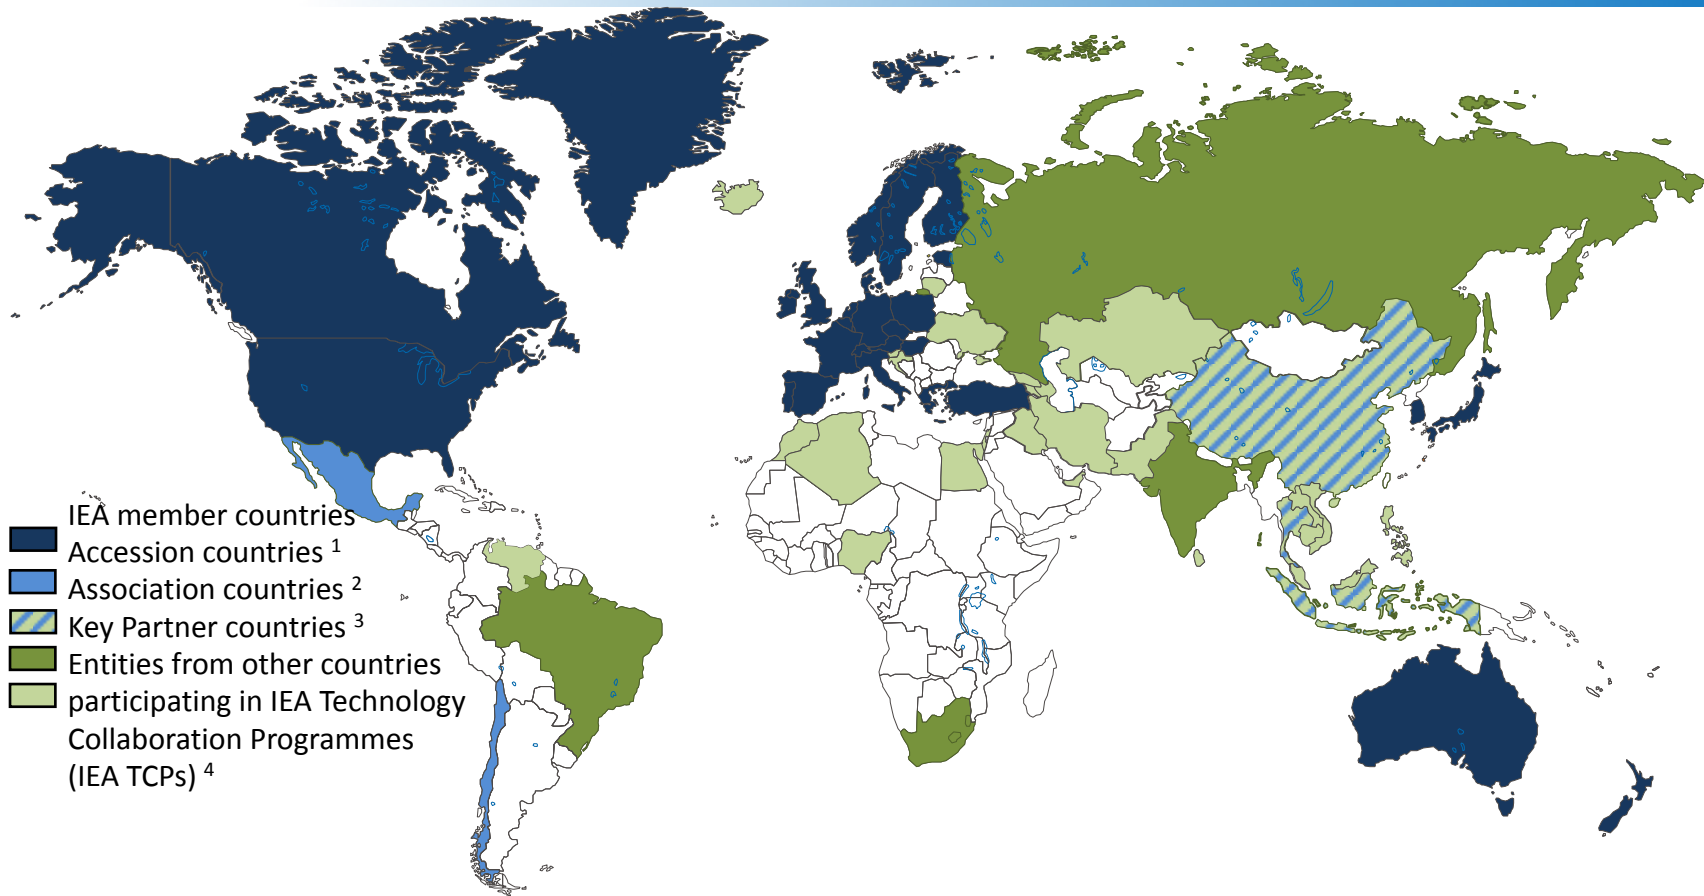 IEA member countries
Accession countries ¹
Association countries ²
Key Partner countries ³
Entities from other countries
participating in IEA Technology
Collaboration Programmes
(IEA TCPs) ⁴